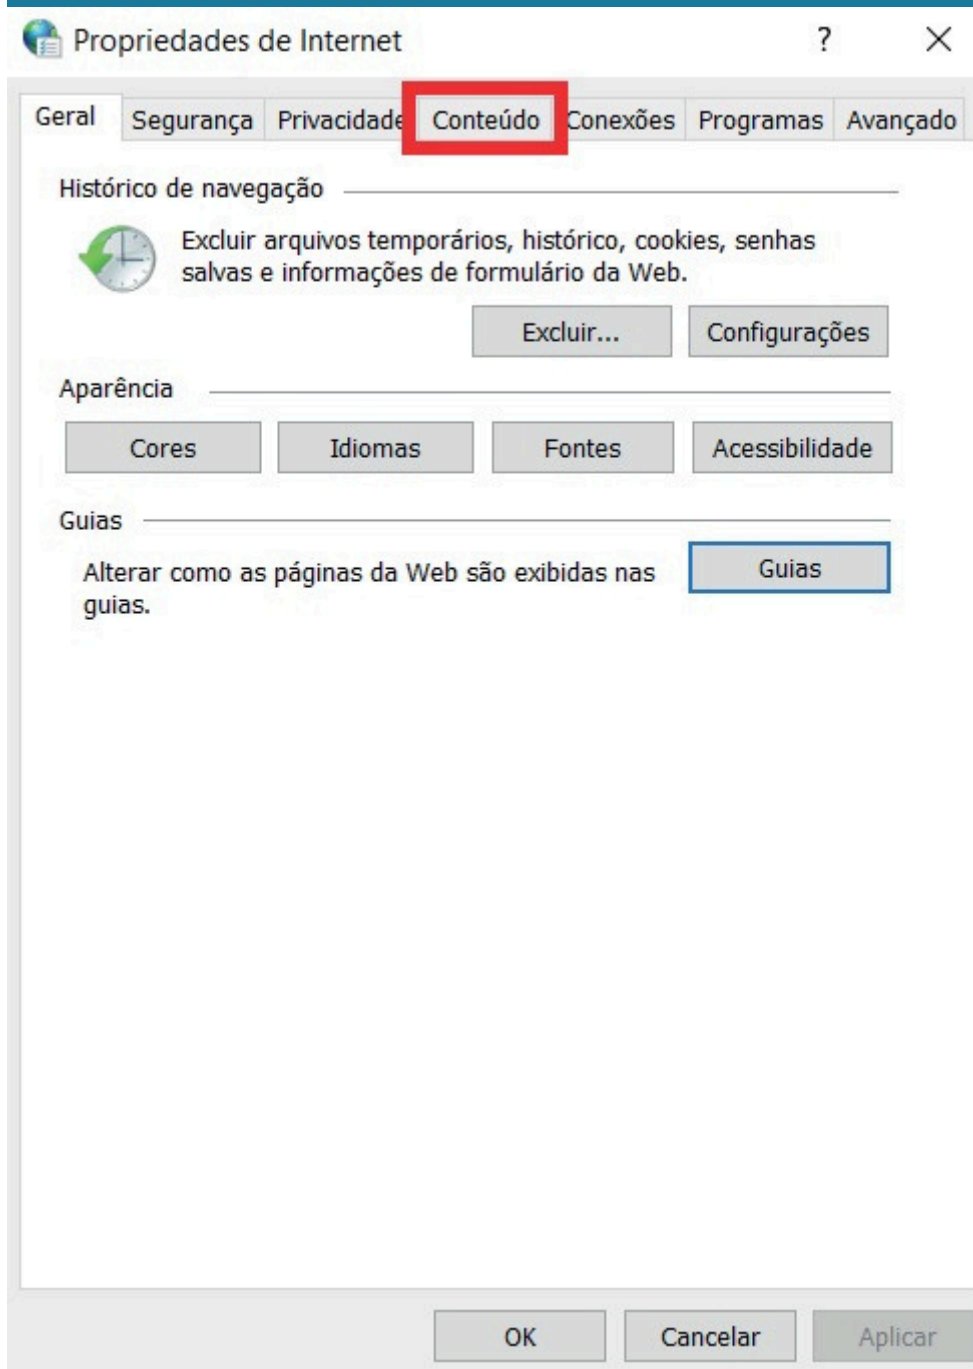 Propriedades de Internet ?
Geral Segurança Privacidade Conteúdo Conexões Programas Avançado
Histórico de navegação
Excluir arquivos temporários, histórico, cookies, senhas
salvas e informações de formulário da Web.
Excluir... Configurações
Aparência
Cores Idiomas Fontes Acessibilidade
Guias
Alterar como as páginas da Web são exibidas nas
guias.
Guias
OK Cancelar Aplicar